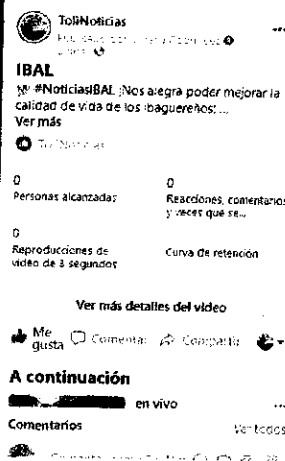 ToliNoticias
IBAL
#NoticiasIBAL ¡Nos alegra poder mejorar la
calidad de vida de los ibaguereños; ...
Ver más
ToliNoticias
0
Personas alcanzadas
0
Reacciones, comentarios
y veces que se...
0
Reproducciones de
video de 3 segundos
Curva de retención
Ver más detalles del video
Me
gusta
Comentar
Compartir
A continuación
en vivo
Comentarios
Ver todos